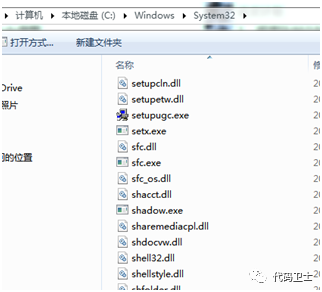 计算机 ▸ 本地磁盘 (C:) ▸ Windows ▸ System32 ▸
打开方式... 新建文件夹
名称
Drive
照片
的位置
setupcln.dll
setupetw.dll
setupugc.exe
setx.exe
sfc.dll
sfc.exe
sfc_os.dll
shacct.dll
shadow.exe
sharemediacpl.dll
shdocvw.dll
shell32.dll
shellstyle.dll
shfolder.dll
代码卫士